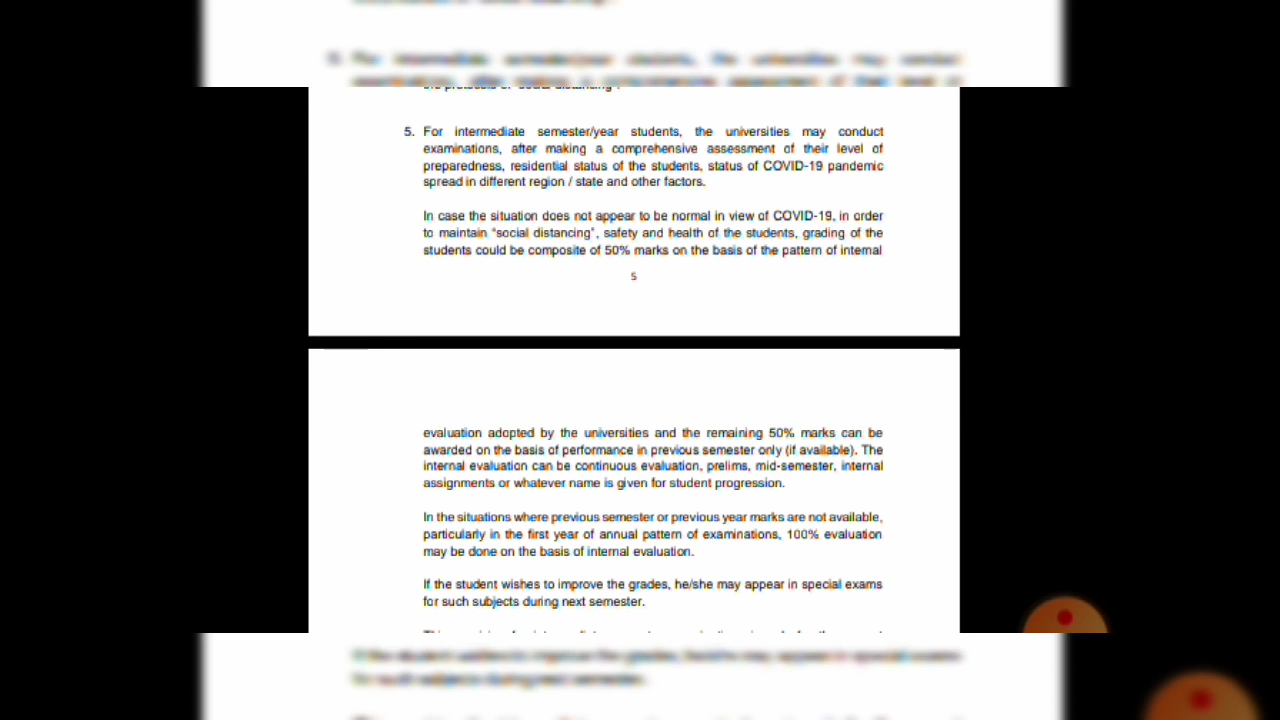 5. For intermediate semester/year students, the universities may conduct
examinations, after making a comprehensive assessment of their level of
preparedness, residential status of the students, status of COVID-19 pandemic
spread in different region / state and other factors.
In case the situation does not appear to be normal in view of COVID-19, in order
to maintain "social distancing", safety and health of the students, grading of the
students could be composite of 50% marks on the basis of the pattern of internal
5
evaluation adopted by the universities and the remaining 50% marks can be
awarded on the basis of performance in previous semester only (if available). The
internal evaluation can be continuous evaluation, prelims, mid-semester, internal
assignments or whatever name is given for student progression.
In the situations where previous semester or previous year marks are not available,
particularly in the first year of annual pattern of examinations, 100% evaluation
may be done on the basis of internal evaluation.
If the student wishes to improve the grades, he/she may appear in special exams
for such subjects during next semester.